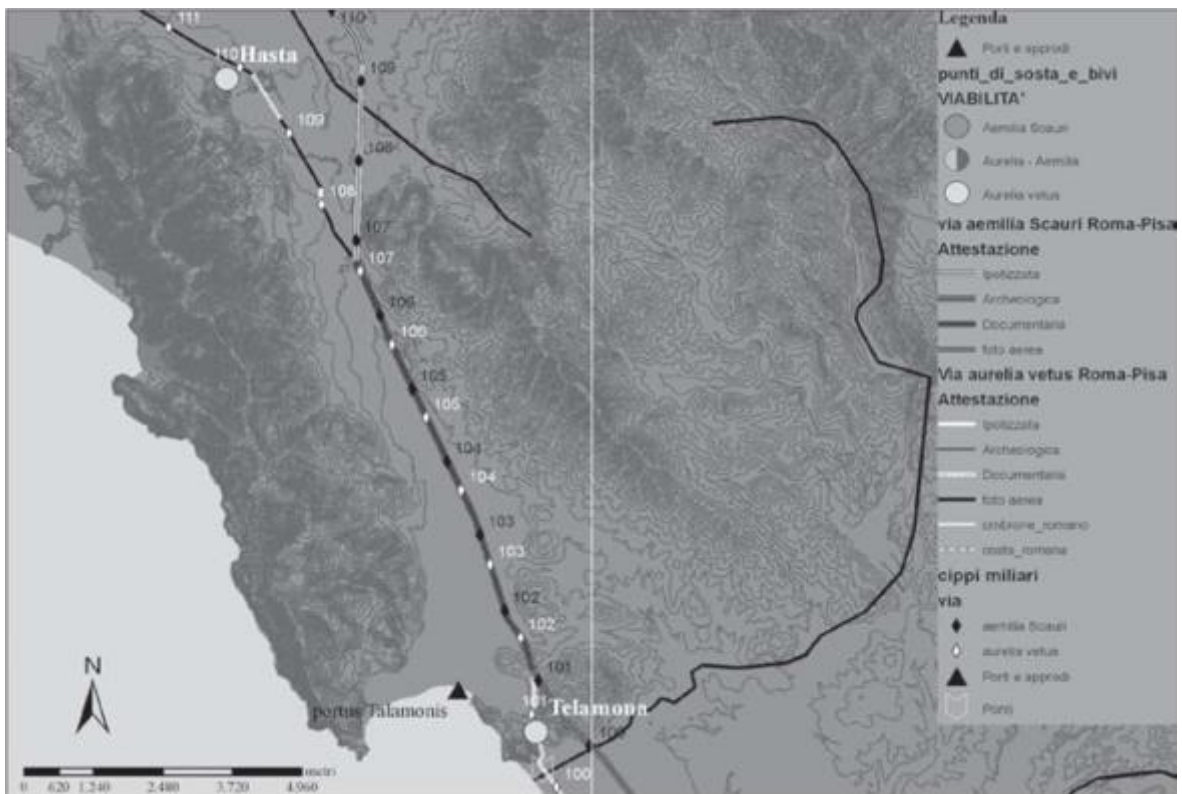 111
110
110
Hasta
109
109
108
108
107
107
106
106
105
105
104
104
103
103
102
102
101
101
Telamona
portus Talamonis
100
100
N
metri
0 620 1.240 2.480 3.720 4.960
Legenda
Porti e approdi
punti_di_sosta_e_bivi
VIABILITA'
Aemilia Scauri
Aurelia - Aemilia
Aurelia vetus
via aemilia Scauri Roma-Pisa
Attestazione
Ipotizzata
Archeologica
Documentaria
foto aerea
Via aurelia vetus Roma-Pisa
Attestazione
Ipotizzata
Archeologica
Documentaria
foto aerea
ombrone_romano
costa_romana
cippi miliari
via
aemilia Scauri
aurelia vetus
Porti e approdi
Ponti